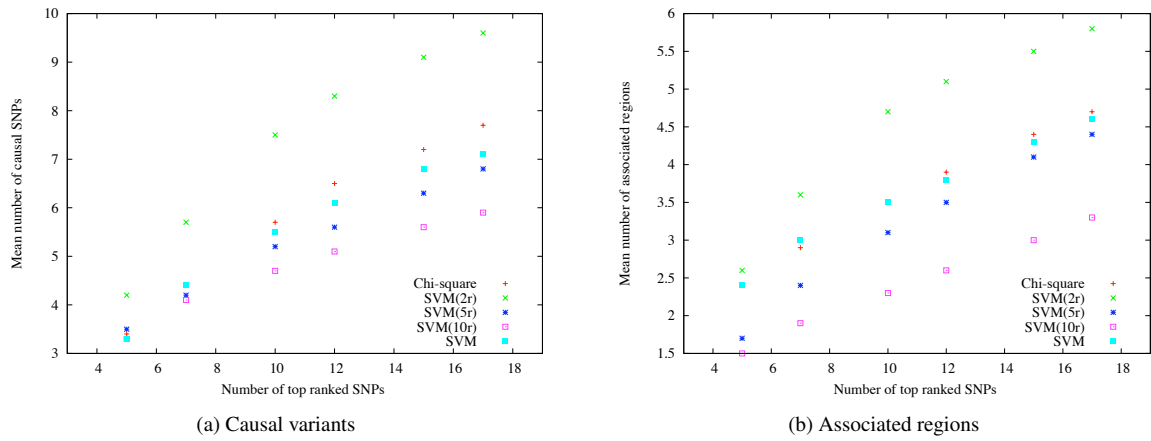 Mean number of causal SNPs
10
9
8
7
6
5
4
3
4 6 8 10 12 14 16 18
Number of top ranked SNPs
Chi-square
SVM(2r)
SVM(5r)
SVM(10r)
SVM
(a) Causal variants
Mean number of associated regions
6
5.5
5
4.5
4
3.5
3
2.5
2
1.5
4 6 8 10 12 14 16 18
Number of top ranked SNPs
Chi-square
SVM(2r)
SVM(5r)
SVM(10r)
SVM
(b) Associated regions